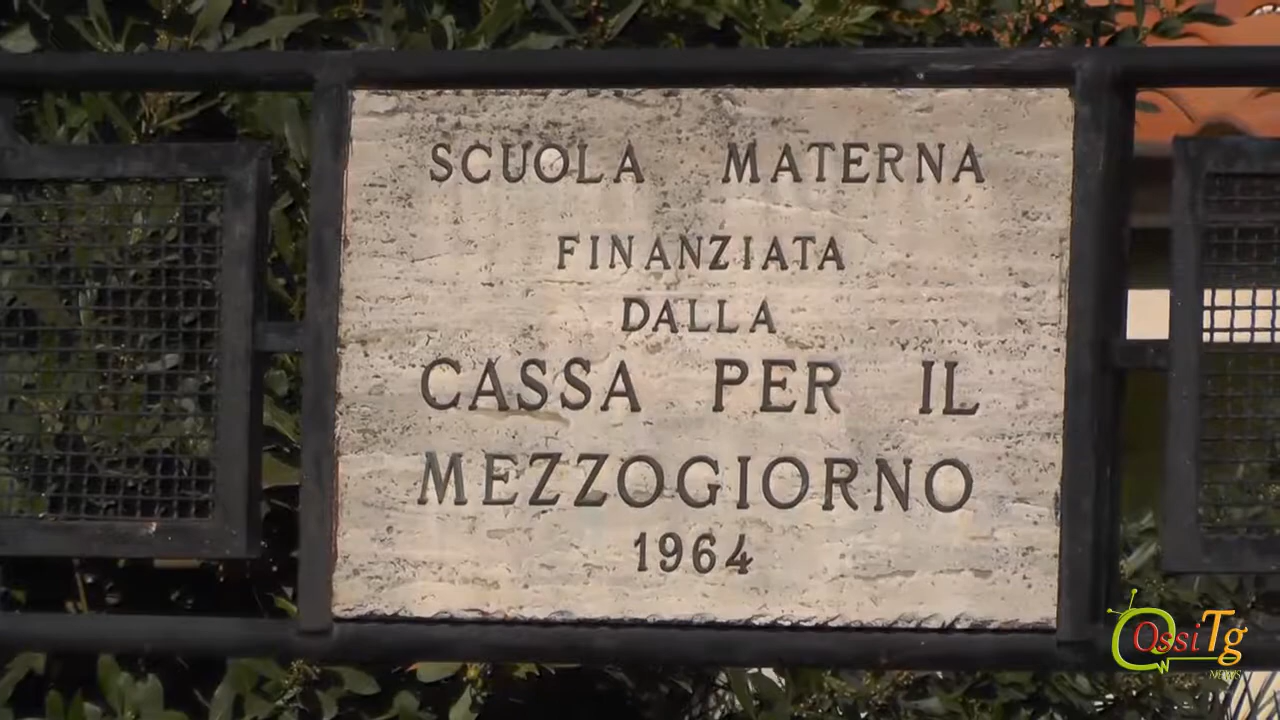 SCUOLA MATERNA
FINANZIATA
DALLA
CASSA PER IL
MEZZOGIORNO
1964
OssiTg
NEWS